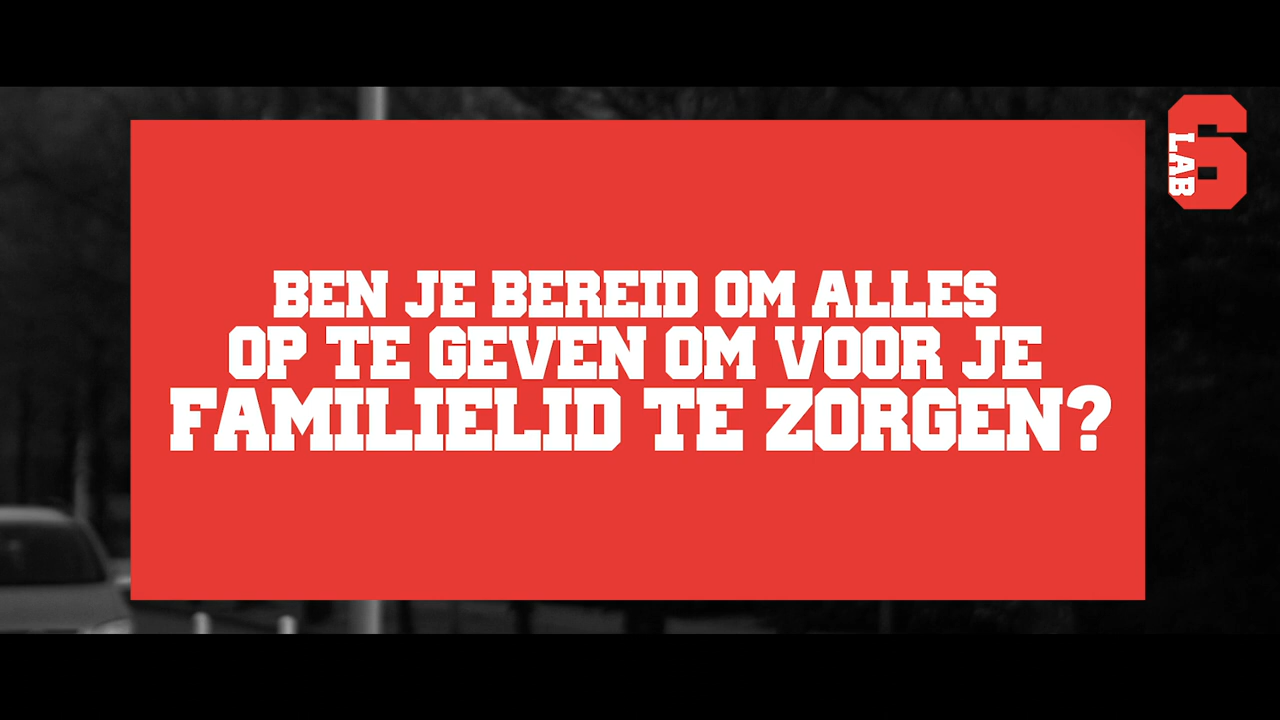 BEN JE BEREID OM ALLES
OP TE GEVEN OM VOOR JE
FAMILIELID TE ZORGEN?
6
LAB